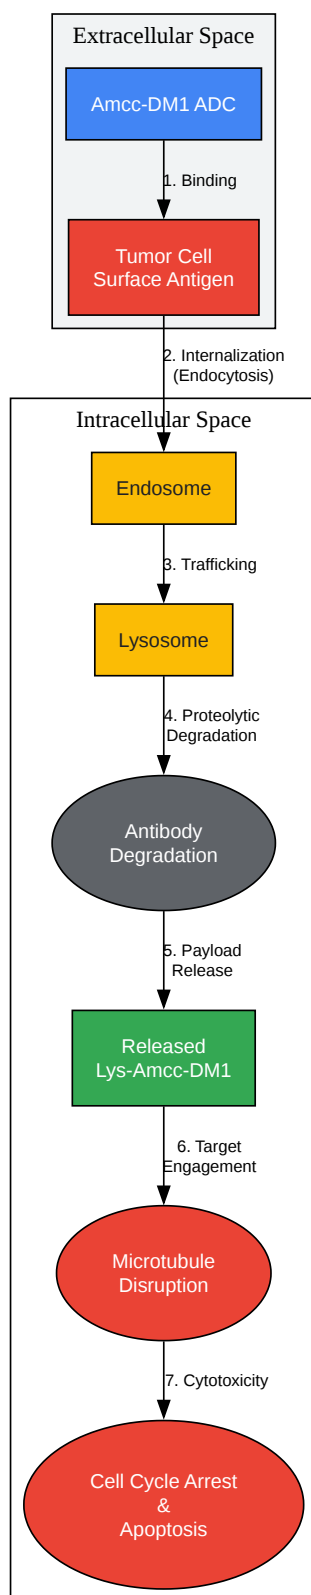 Extracellular Space
Amcc-DM1 ADC
1. Binding
Tumor Cell
Surface Antigen
2. Internalization
(Endocytosis)
Intracellular Space
Endosome
3. Trafficking
Lysosome
4. Proteolytic
Degradation
Antibody
Degradation
5. Payload
Release
Released
Lys-Amcc-DM1
6. Target
Engagement
Microtubule
Disruption
7. Cytotoxicity
Cell Cycle Arrest
&
Apoptosis